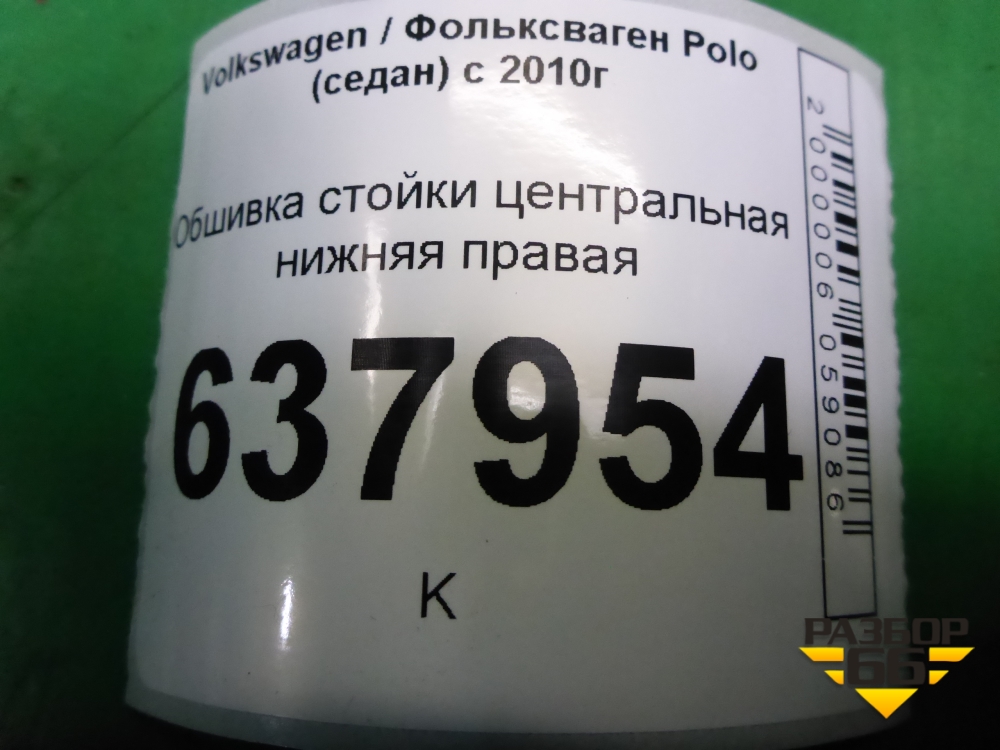 Volkswagen / Фольксваген Polo
(седан) с 2010г
Обшивка стойки центральная
нижняя правая
637954
К
2000006059086
РАЗБОР
66